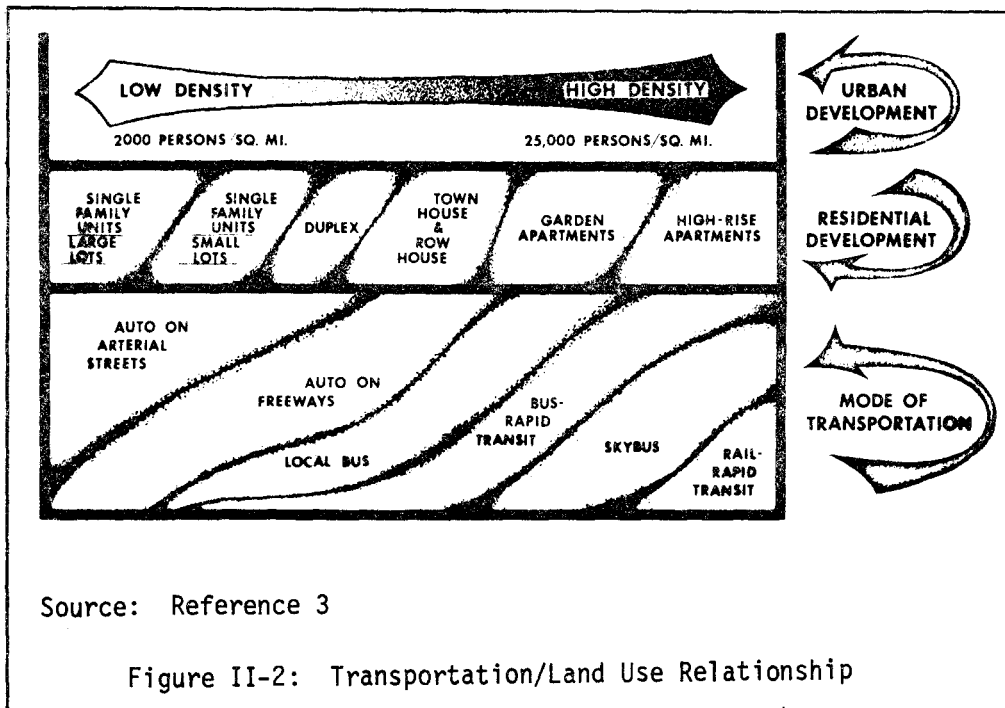 LOW DENSITY
HIGH DENSITY
2000 PERSONS/SQ. MI.
25,000 PERSONS/SQ. MI.
URBAN
DEVELOPMENT
SINGLE
FAMILY
UNITS
LARGE
LOTS
SINGLE
FAMILY
UNITS
SMALL
LOTS
DUPLEX
TOWN
HOUSE
&
ROW
HOUSE
GARDEN
APARTMENTS
HIGH-RISE
APARTMENTS
RESIDENTIAL
DEVELOPMENT
AUTO ON
ARTERIAL
STREETS
AUTO ON
FREEWAYS
LOCAL BUS
BUS-
RAPID
TRANSIT
SKYBUS
RAIL-
RAPID
TRANSIT
MODE OF
TRANSPORTATION
Source: Reference 3
Figure II-2: Transportation/Land Use Relationship